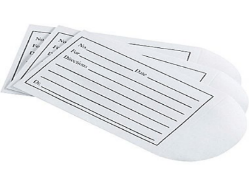 No.
For Date
Directions
Dr.